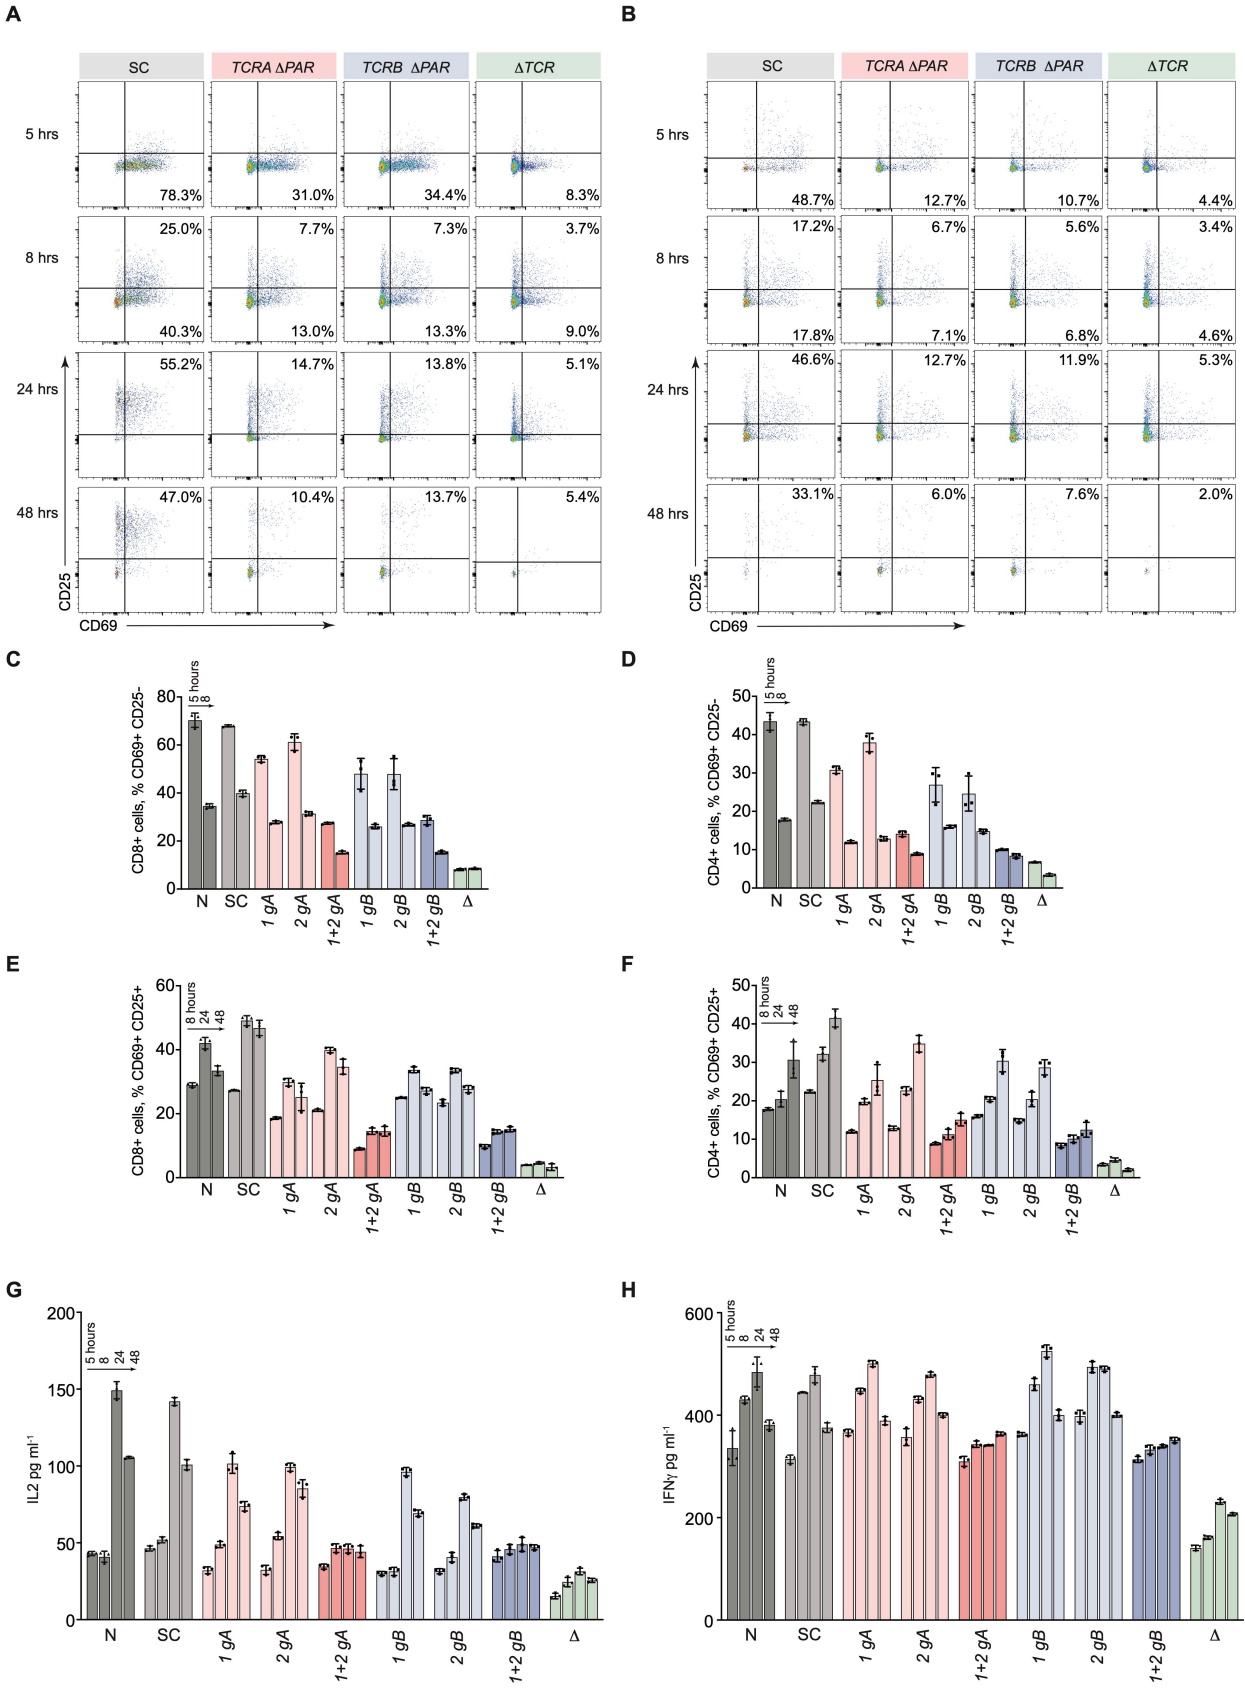 A
B
SC
TCRA ΔPAR
TCRB ΔPAR
ΔTCR
SC
TCRA ΔPAR
TCRB ΔPAR
ΔTCR
5 hrs
78.3%
31.0%
34.4%
8.3%
5 hrs
48.7%
12.7%
10.7%
4.4%
8 hrs
25.0%
7.7%
7.3%
3.7%
40.3%
13.0%
13.3%
9.0%
8 hrs
17.2%
6.7%
5.6%
3.4%
17.8%
7.1%
6.8%
4.6%
24 hrs
55.2%
14.7%
13.8%
5.1%
24 hrs
46.6%
12.7%
11.9%
5.3%
48 hrs
47.0%
10.4%
13.7%
5.4%
48 hrs
33.1%
6.0%
7.6%
2.0%
CD25
CD69
CD25
CD69
C
CD8+ cells, % CD69+ CD25-
80
60
40
20
0
5 hours
8
N
SC
1 gA
2 gA
1+2 gA
1 gB
2 gB
1+2 gB
Δ
D
CD4+ cells, % CD69+ CD25-
50
40
30
20
10
0
5 hours
8
N
SC
1 gA
2 gA
1+2 gA
1 gB
2 gB
1+2 gB
Δ
E
CD8+ cells, % CD69+ CD25+
60
40
20
0
8 hours
24
48
N
SC
1 gA
2 gA
1+2 gA
1 gB
2 gB
1+2 gB
Δ
F
CD4+ cells, % CD69+ CD25+
50
40
30
20
10
0
8 hours
24
48
N
SC
1 gA
2 gA
1+2 gA
1 gB
2 gB
1+2 gB
Δ
G
IL2 pg ml-1
200
150
100
50
0
5 hours
8
24
48
N
SC
1 gA
2 gA
1+2 gA
1 gB
2 gB
1+2 gB
Δ
H
IFNγ pg ml-1
600
400
200
0
5 hours
8
24
48
N
SC
1 gA
2 gA
1+2 gA
1 gB
2 gB
1+2 gB
Δ